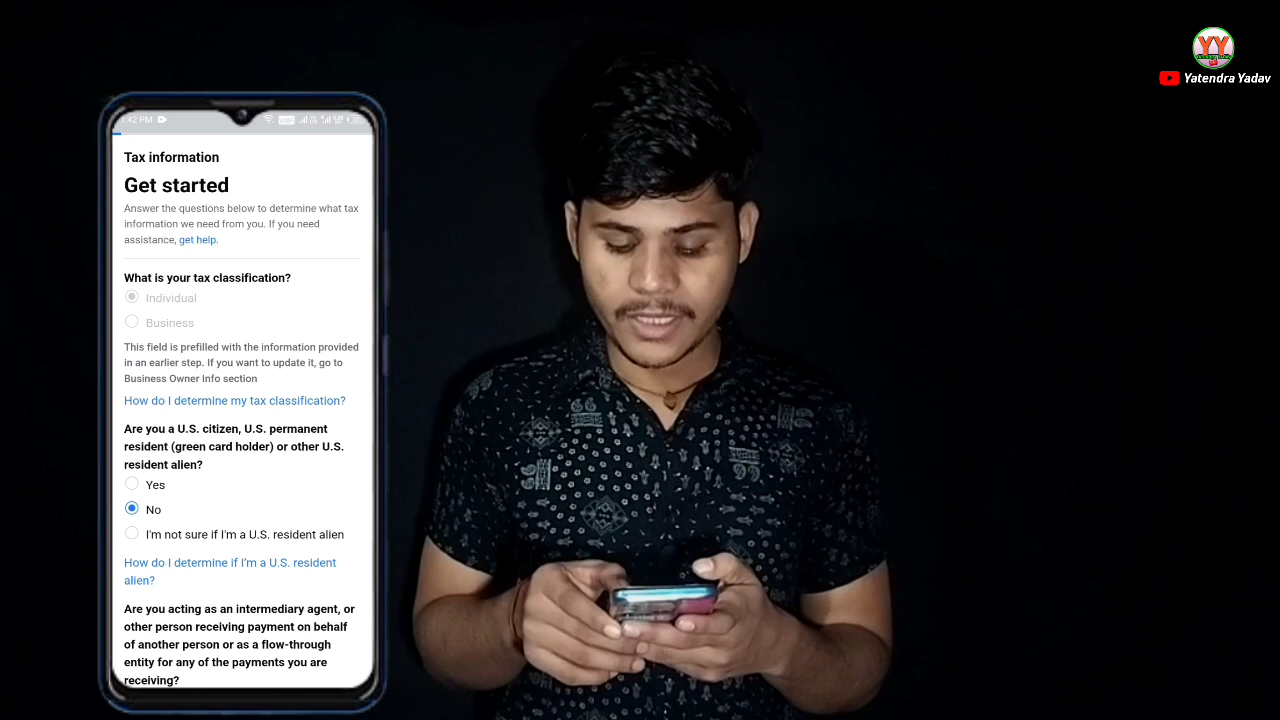 Yatendra Yadav
YY
:42 PM
Tax information
Get started
Answer the questions below to determine what tax
information we need from you. If you need
assistance, get help.
What is your tax classification?
Individual
Business
This field is prefilled with the information provided
in an earlier step. If you want to update it, go to
Business Owner Info section
How do I determine my tax classification?
Are you a U.S. citizen, U.S. permanent
resident (green card holder) or other U.S.
resident alien?
Yes
No
I'm not sure if I'm a U.S. resident alien
How do I determine if I'm a U.S. resident
alien?
Are you acting as an intermediary agent, or
other person receiving payment on behalf
of another person or as a flow-through
entity for any of the payments you are
receiving?